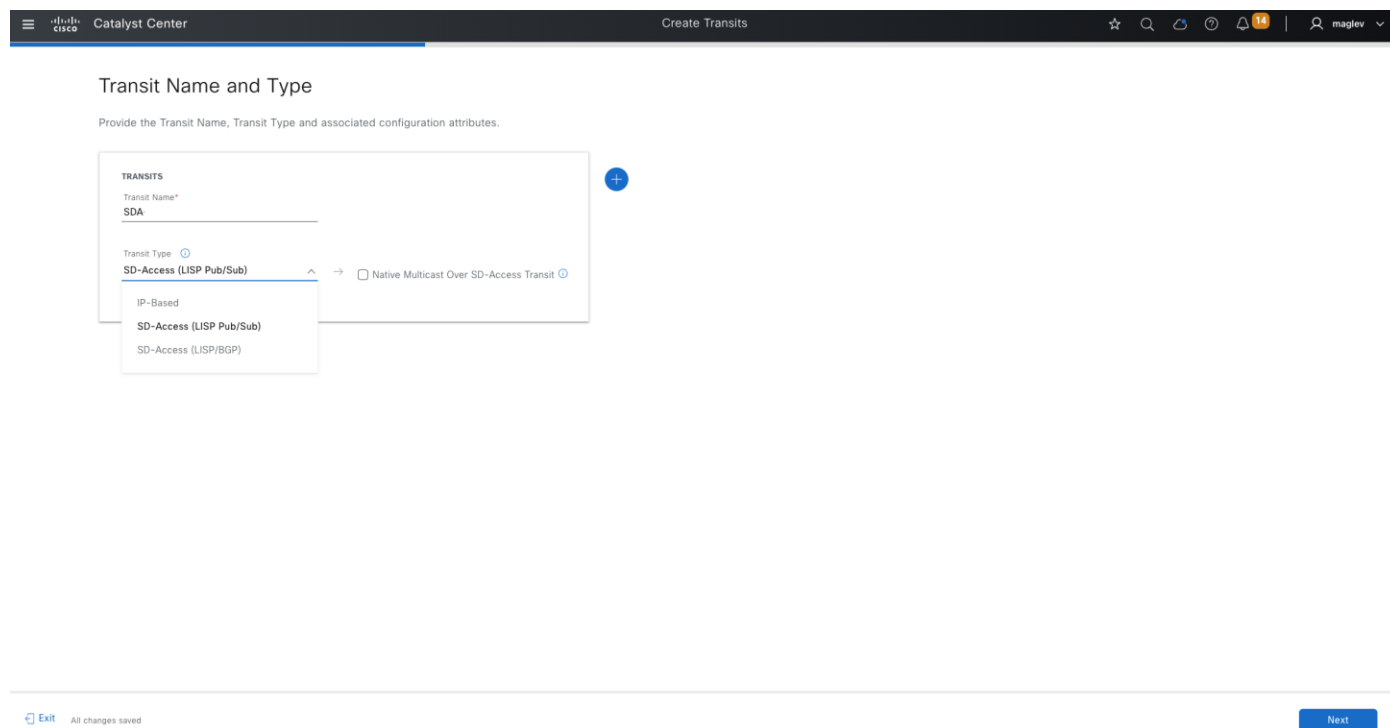 cisco Catalyst Center Create Transits 14 maglev
Transit Name and Type
Provide the Transit Name, Transit Type and associated configuration attributes.
TRANSITS
Transit Name*
SDA
Transit Type
SD-Access (LISP Pub/Sub) → Native Multicast Over SD-Access Transit
IP-Based
SD-Access (LISP Pub/Sub)
SD-Access (LISP/BGP)
Exit All changes saved Next